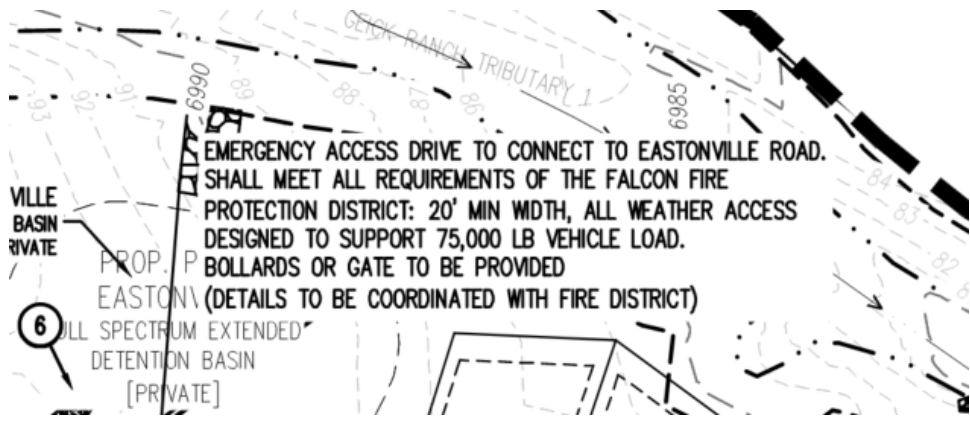 GEICK RANCH TRIBUTARY 1
6990
6985
93
92
91
89
88
87
86
84
83
82
EMERGENCY ACCESS DRIVE TO CONNECT TO EASTONVILLE ROAD.
SHALL MEET ALL REQUIREMENTS OF THE FALCON FIRE
PROTECTION DISTRICT: 20' MIN WIDTH, ALL WEATHER ACCESS
DESIGNED TO SUPPORT 75,000 LB VEHICLE LOAD.
BOLLARDS OR GATE TO BE PROVIDED
(DETAILS TO BE COORDINATED WITH FIRE DISTRICT)
VILLE
BASIN
RIVATE
PROP. P
EASTONV
6
ULL SPECTRUM EXTENDED
DETENTION BASIN
[PRIVATE]